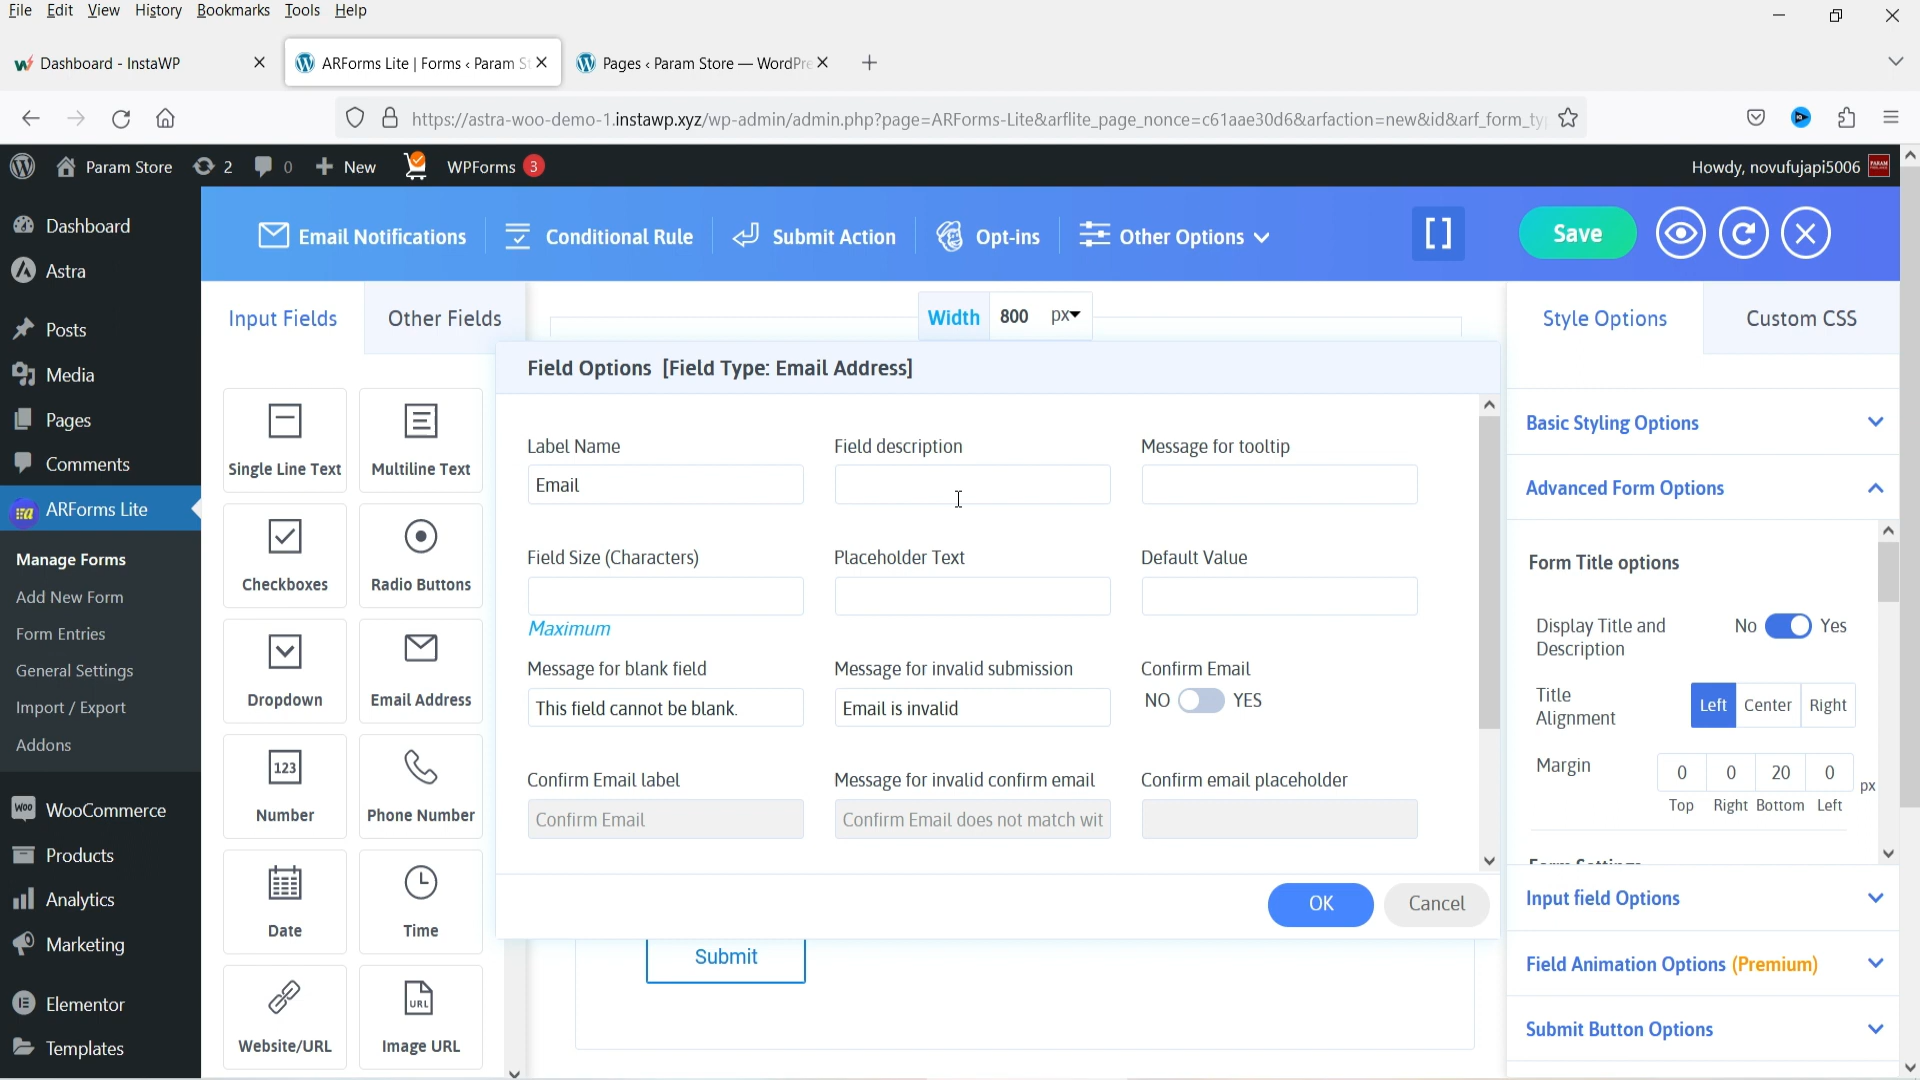 File Edit View History Bookmarks Tools Help
Dashboard - InstaWP
ARForms Lite | Forms ‹ Param S
Pages ‹ Param Store — WordPre
https://astra-woo-demo-1.instawp.xyz/wp-admin/admin.php?page=ARForms-Lite&arflite_page_nonce=c61aae30d6&arfaction=new&id&arf_form_ty
Param Store 2 0 New WPForms 3
Howdy, novufujapi5006
Dashboard
Astra
Posts
Media
Pages
Comments
ARForms Lite
Manage Forms
Add New Form
Form Entries
General Settings
Import / Export
Addons
WooCommerce
Products
Analytics
Marketing
Elementor
Templates
Email Notifications Conditional Rule Submit Action Opt-ins Other Options [ ] Save
Input Fields Other Fields
Single Line Text Multiline Text
Checkboxes Radio Buttons
Dropdown Email Address
123
Number Phone Number
Date Time
URL
Website/URL Image URL
Width 800 px
Field Options [Field Type: Email Address]
Label Name Field description Message for tooltip
Email
Field Size (Characters) Placeholder Text Default Value
Maximum
Message for blank field Message for invalid submission Confirm Email
This field cannot be blank. Email is invalid NO YES
Confirm Email label Message for invalid confirm email Confirm email placeholder
Confirm Email Confirm Email does not match wit
OK Cancel
Submit
Style Options Custom CSS
Basic Styling Options
Advanced Form Options
Form Title options
Display Title and Description No Yes
Title Alignment Left Center Right
Margin 0 0 20 0 px
Top Right Bottom Left
Input field Options
Field Animation Options (Premium)
Submit Button Options